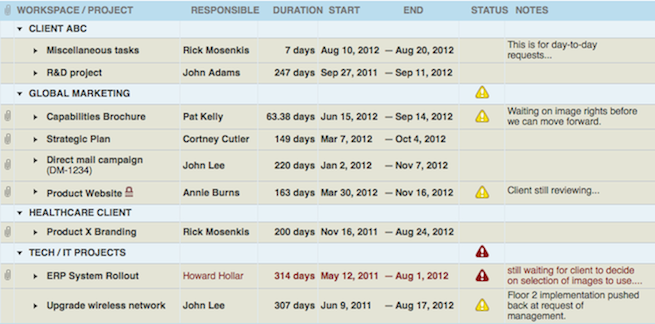 WORKSPACE / PROJECT RESPONSIBLE DURATION START END STATUS NOTES
CLIENT ABC
Miscellaneous tasks Rick Mosenkis 7 days Aug 10, 2012 — Aug 20, 2012 This is for day-to-day
requests...
R&D project John Adams 247 days Sep 27, 2011 — Sep 11, 2012
GLOBAL MARKETING
Capabilities Brochure Pat Kelly 63.38 days Jun 15, 2012 — Sep 14, 2012 Waiting on image rights before
we can move forward.
Strategic Plan Cortney Cutler 149 days Mar 7, 2012 — Oct 4, 2012
Direct mail campaign
(DM-1234) John Lee 220 days Jan 2, 2012 — Nov 7, 2012
Product Website Annie Burns 163 days Mar 30, 2012 — Nov 16, 2012 Client still reviewing...
HEALTHCARE CLIENT
Product X Branding Rick Mosenkis 200 days Nov 16, 2011 — Aug 24, 2012
TECH / IT PROJECTS
ERP System Rollout Howard Hollar 314 days May 12, 2011 — Aug 1, 2012 still waiting for client to decide
on selection of images to use....
Upgrade wireless network John Lee 307 days Jun 9, 2011 — Aug 17, 2012 Floor 2 implementation pushed
back at request of
management.